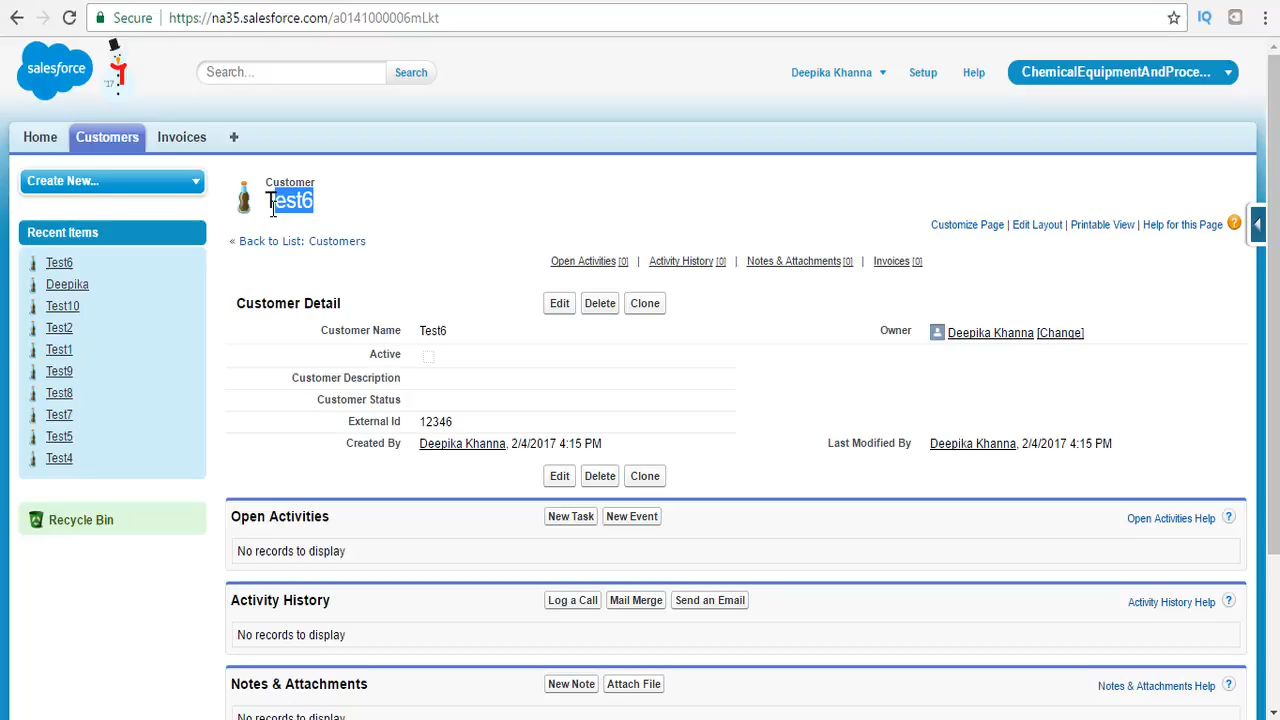 Secure https://na35.salesforce.com/a0141000006mLkt IQ
salesforce '17 Search... Search Deepika Khanna Setup Help ChemicalEquipmentAndProce...
Home Customers Invoices +
Create New...
Recent Items
Test6
Deepika
Test10
Test2
Test1
Test9
Test8
Test7
Test5
Test4
Recycle Bin
Customer
Test6
Customize Page | Edit Layout | Printable View | Help for this Page ?
« Back to List: Customers
Open Activities [0] | Activity History [0] | Notes & Attachments [0] | Invoices [0]
Customer Detail Edit Delete Clone
Customer Name Test6 Owner Deepika Khanna [Change]
Active
Customer Description
Customer Status
External Id 12346
Created By Deepika Khanna, 2/4/2017 4:15 PM Last Modified By Deepika Khanna, 2/4/2017 4:15 PM
Edit Delete Clone
Open Activities New Task New Event Open Activities Help ?
No records to display
Activity History Log a Call Mail Merge Send an Email Activity History Help ?
No records to display
Notes & Attachments New Note Attach File Notes & Attachments Help ?
No records to display